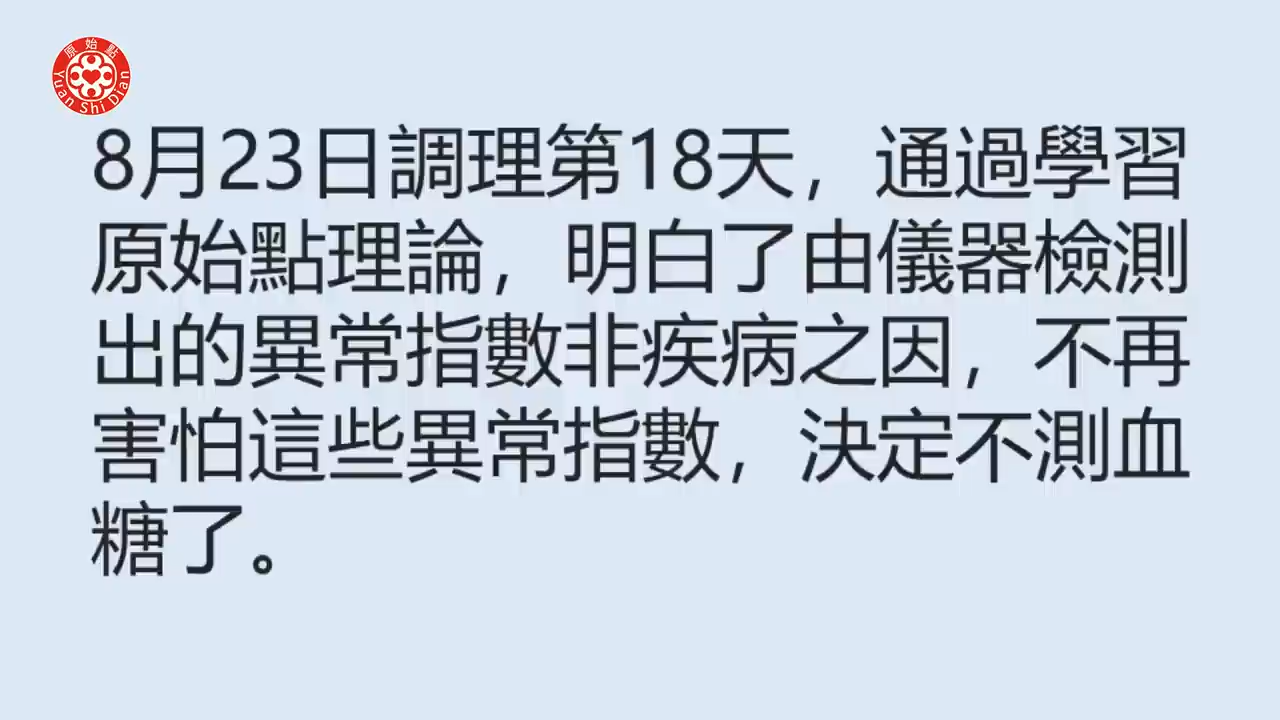 原始點
Yuan Shi Dian
8月23日調理第18天，通過學習
原始點理論，明白了由儀器檢測
出的異常指數非疾病之因，不再
害怕這些異常指數，決定不測血
糖了。